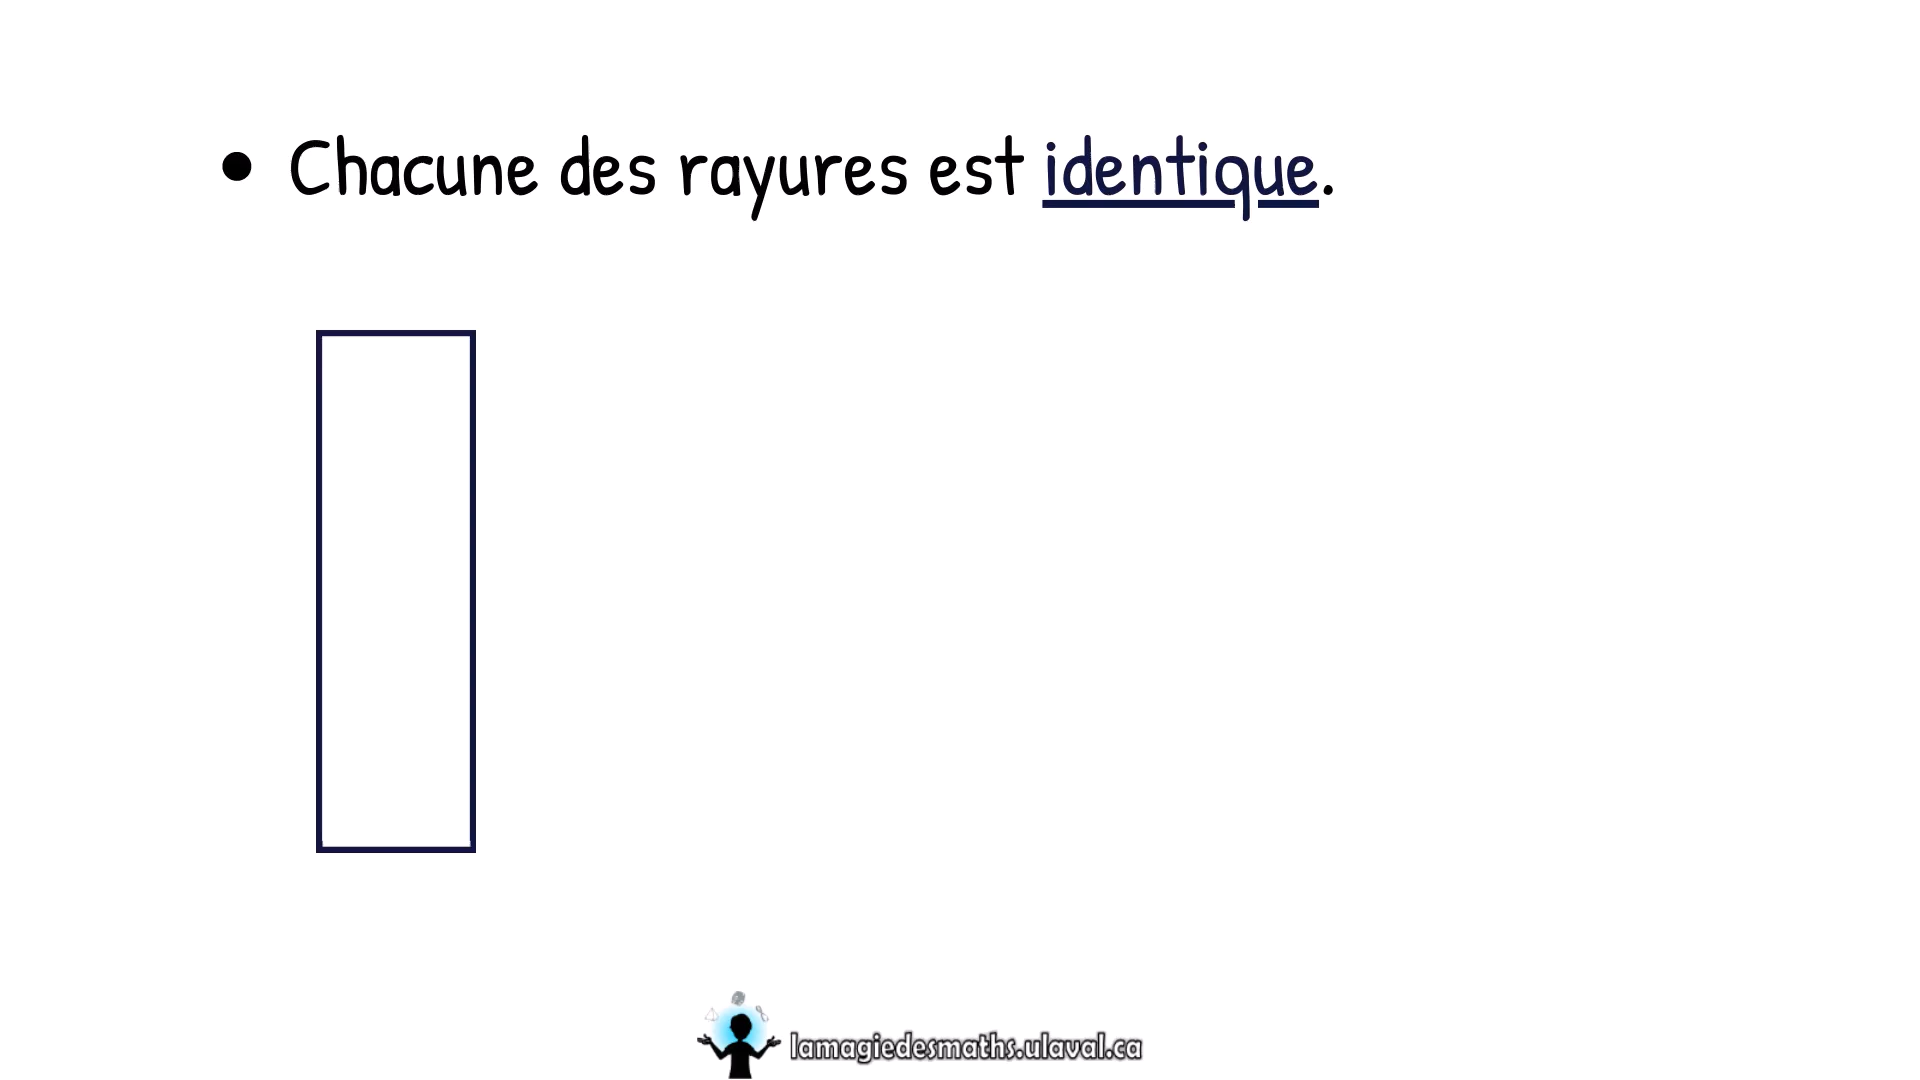 • Chacune des rayures est identique.
lamagiedesmaths.ulaval.ca